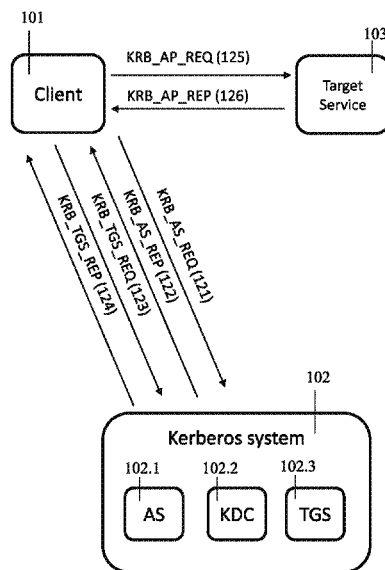 101
103
Client
KRB_AP_REQ (125)
KRB_AP_REP (126)
Target
Service
KRB_TGS_REP (124)
KRB_TGS_REQ (123)
KRB_AS_REP (122)
KRB_AS_REQ (121)
102
Kerberos system
102.1
102.2
102.3
AS
KDC
TGS